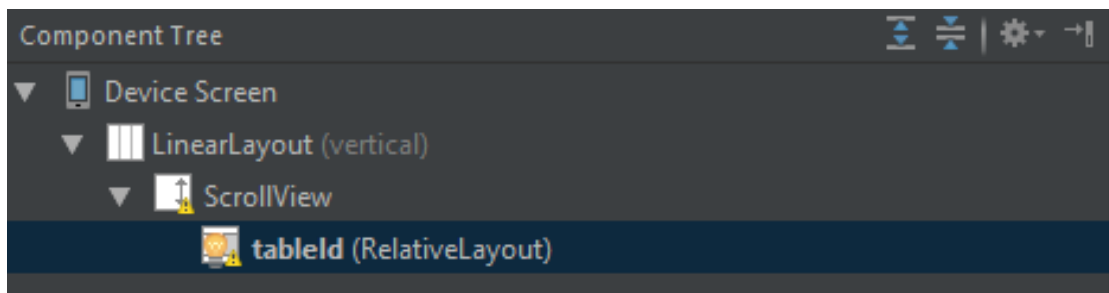 Component Tree
Device Screen
LinearLayout (vertical)
ScrollView
tableId (RelativeLayout)